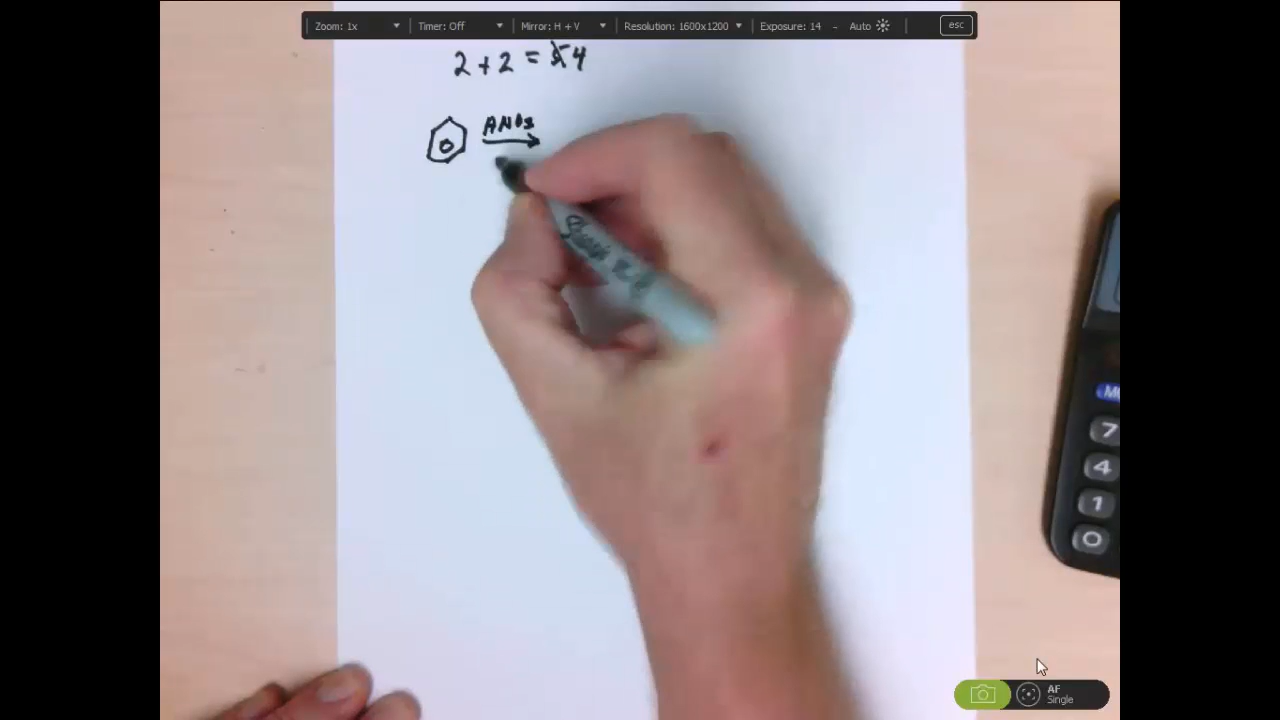 Zoom: 1x Timer: Off Mirror: H + V Resolution: 1600x1200 Exposure: 14 - Auto esc
2 + 2 = 4
7
4
1
0
AF
Single